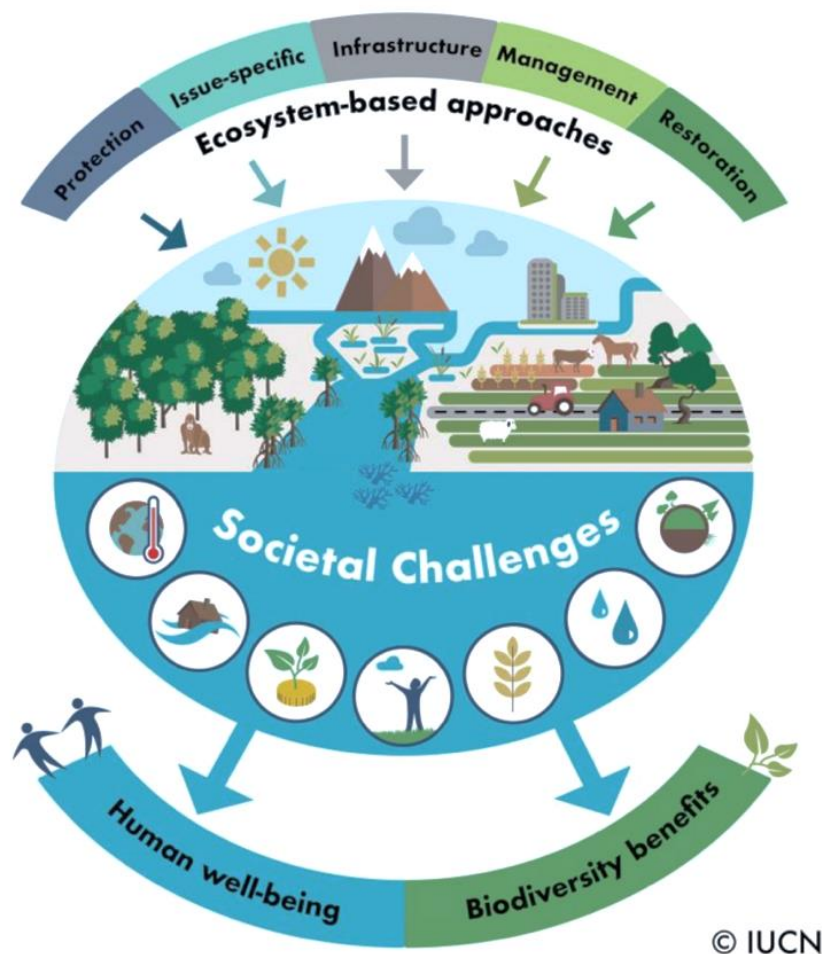 Protection
Issue-specific
Infrastructure
Management
Restoration
Ecosystem-based approaches
Societal Challenges
Human well-being
Biodiversity benefits
© IUCN